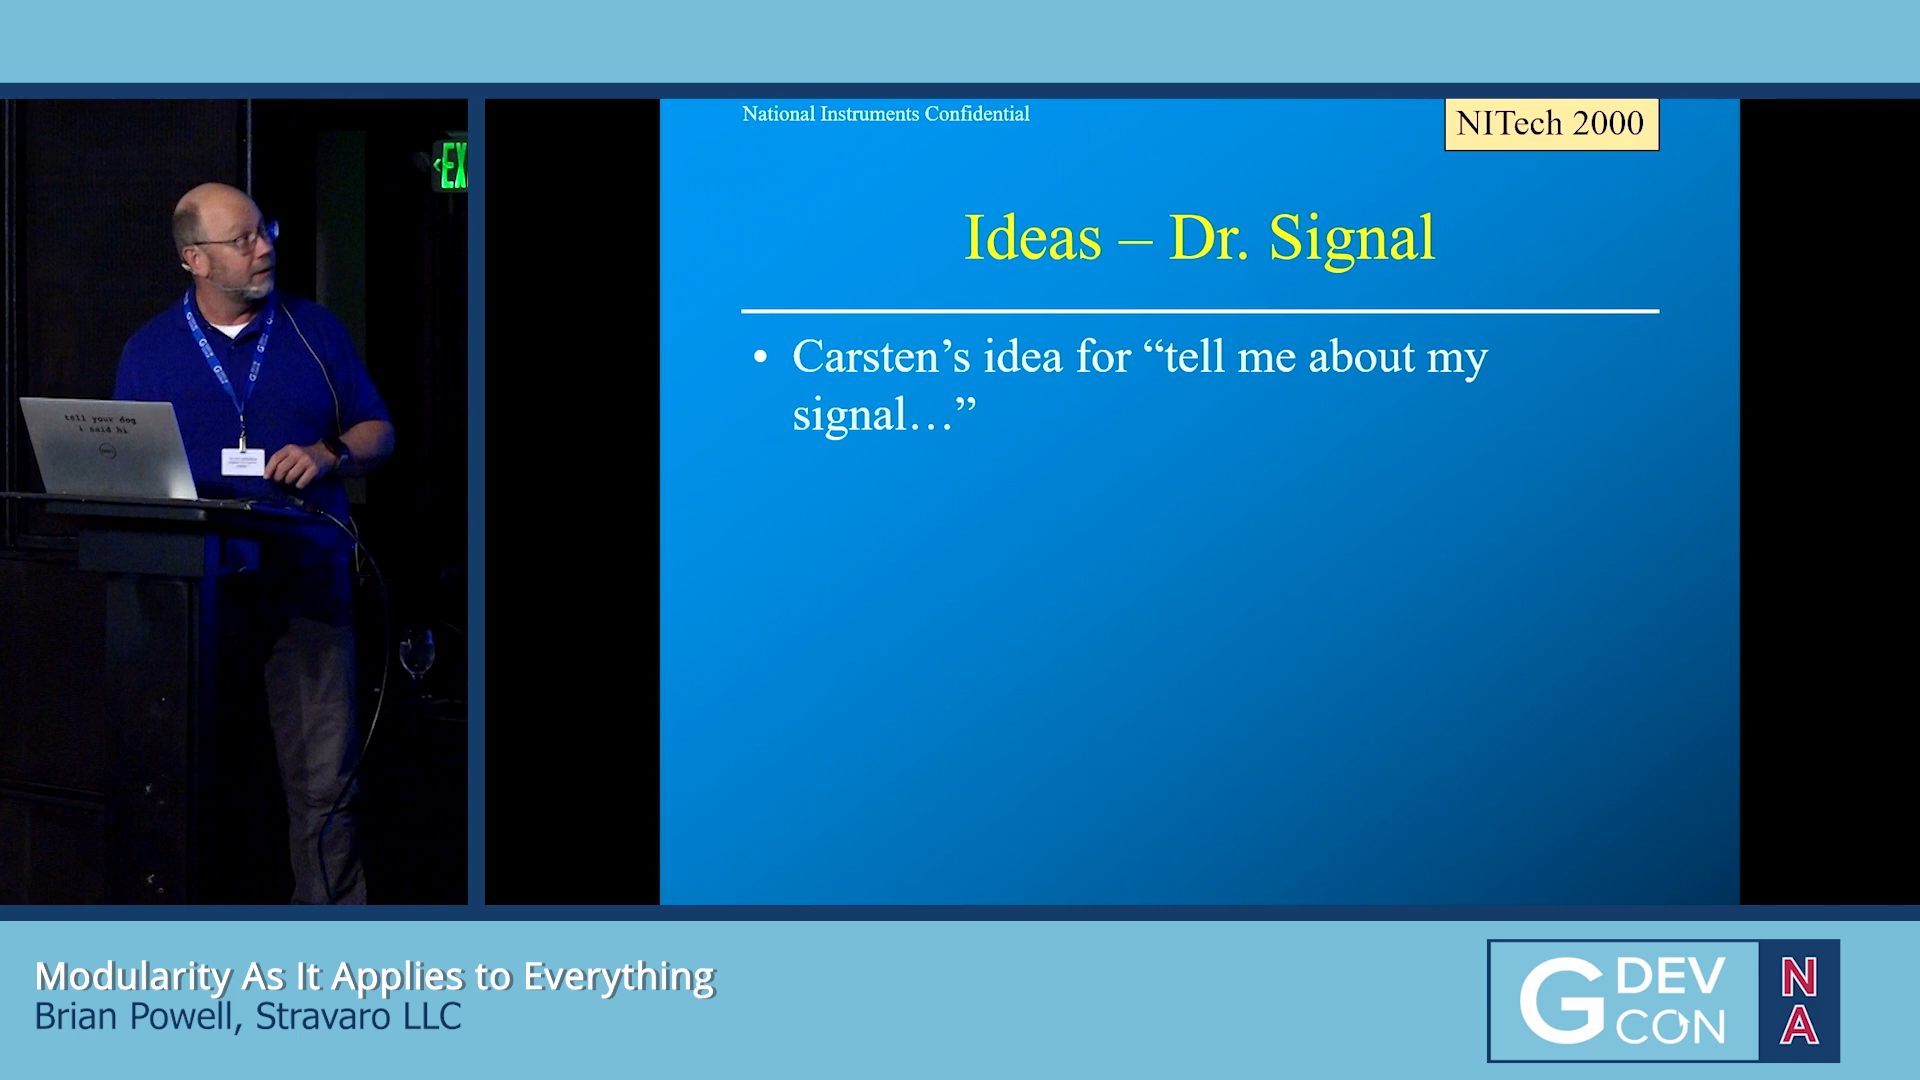 National Instruments Confidential
NITech 2000
Ideas – Dr. Signal
• Carsten’s idea for “tell me about my
signal…”
EX
tell your dog
i said hi
DELL
Modularity As It Applies to Everything
Brian Powell, Stravaro LLC
G DEV
CON
N
A